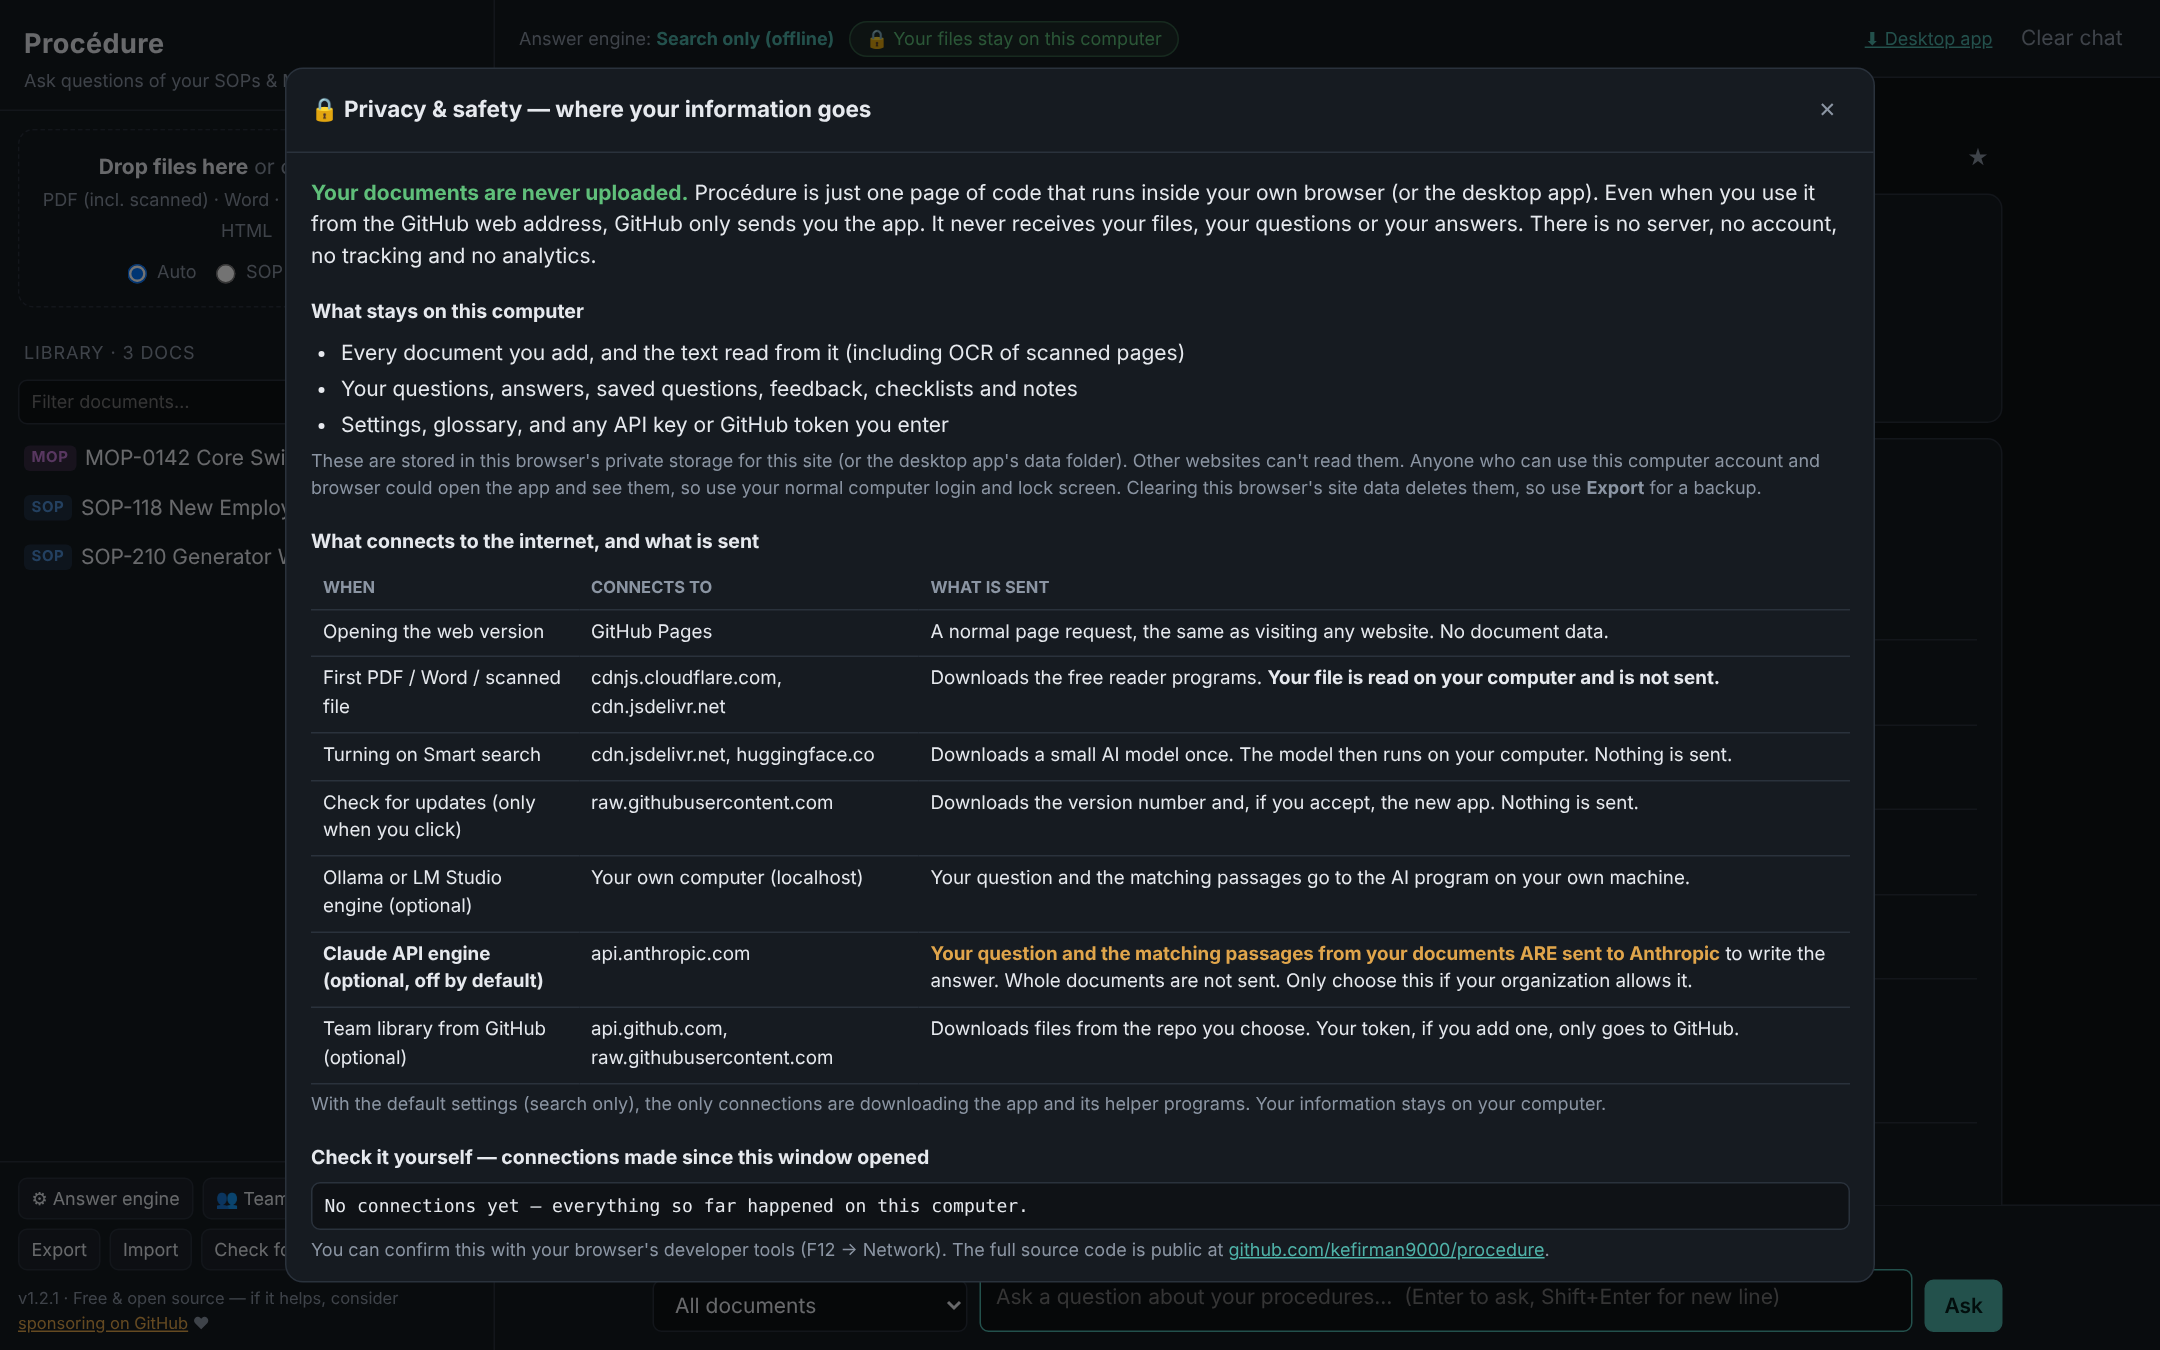 Procédure
Ask questions of your SOPs &
Answer engine: Search only (offline)
🔒 Your files stay on this computer
⬇ Desktop app
Clear chat
Drop files here or
PDF (incl. scanned) · Word ·
HTML
Auto
SOP
LIBRARY · 3 DOCS
Filter documents...
MOP MOP-0142 Core
SOP SOP-118 New
SOP SOP-210 Generator
🔒 Privacy & safety — where your information goes
×
Your documents are never uploaded. Procédure is just one page of code that runs inside your own browser (or the desktop app). Even when you use it
from the GitHub web address, GitHub only sends you the app. It never receives your files, your questions or your answers. There is no server, no account,
no tracking and no analytics.
What stays on this computer
• Every document you add, and the text read from it (including OCR of scanned pages)
• Your questions, answers, saved questions, feedback, checklists and notes
• Settings, glossary, and any API key or GitHub token you enter
These are stored in this browser's private storage for this site (or the desktop app's data folder). Other websites can't read them. Anyone who can use this computer account and
browser could open the app and see them, so use your normal computer login and lock screen. Clearing this browser's site data deletes them, so use Export for a backup.
What connects to the internet, and what is sent
WHEN CONNECTS TO WHAT IS SENT
Opening the web version GitHub Pages A normal page request, the same as visiting any website. No document data.
First PDF / Word / scanned cdnjs.cloudflare.com, Downloads the free reader programs. Your file is read on your computer and is not sent.
file cdn.jsdelivr.net
Turning on Smart search cdn.jsdelivr.net, huggingface.co Downloads a small AI model once. The model then runs on your computer. Nothing is sent.
Check for updates (only raw.githubusercontent.com Downloads the version number and, if you accept, the new app. Nothing is sent.
when you click)
Ollama or LM Studio Your own computer (localhost) Your question and the matching passages go to the AI program on your own machine.
engine (optional)
Claude API engine api.anthropic.com Your question and the matching passages from your documents ARE sent to Anthropic to write the
(optional, off by default) answer. Whole documents are not sent. Only choose this if your organization allows it.
Team library from GitHub api.github.com, Downloads files from the repo you choose. Your token, if you add one, only goes to GitHub.
(optional) raw.githubusercontent.com
With the default settings (search only), the only connections are downloading the app and its helper programs. Your information stays on your computer.
Check it yourself — connections made since this window opened
No connections yet — everything so far happened on this computer.
You can confirm this with your browser's developer tools (F12 → Network). The full source code is public at github.com/kefirman9000/procedure.
⚙ Answer engine
👥 Team
Export
Import
Check
v1.2.1 · Free & open source — if it helps, consider
sponsoring on GitHub ♥
All documents
Ask a question about your procedures... (Enter to ask, Shift+Enter for new line)
Ask